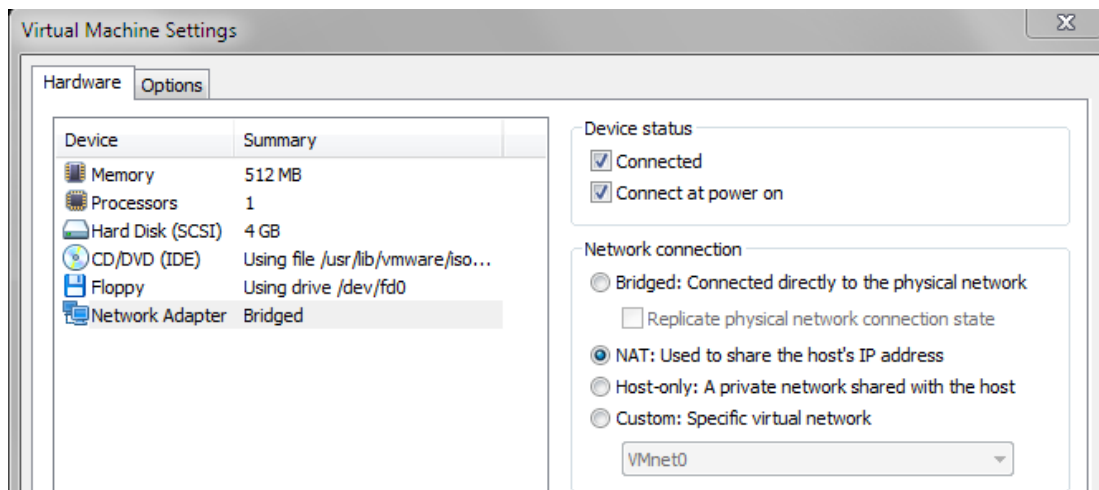 Virtual Machine Settings
Hardware Options
Device Summary
Memory 512 MB
Processors 1
Hard Disk (SCSI) 4 GB
CD/DVD (IDE) Using file /usr/lib/vmware/iso...
Floppy Using drive /dev/fd0
Network Adapter Bridged
Device status
Connected
Connect at power on
Network connection
Bridged: Connected directly to the physical network
Replicate physical network connection state
NAT: Used to share the host's IP address
Host-only: A private network shared with the host
Custom: Specific virtual network
VMnet0